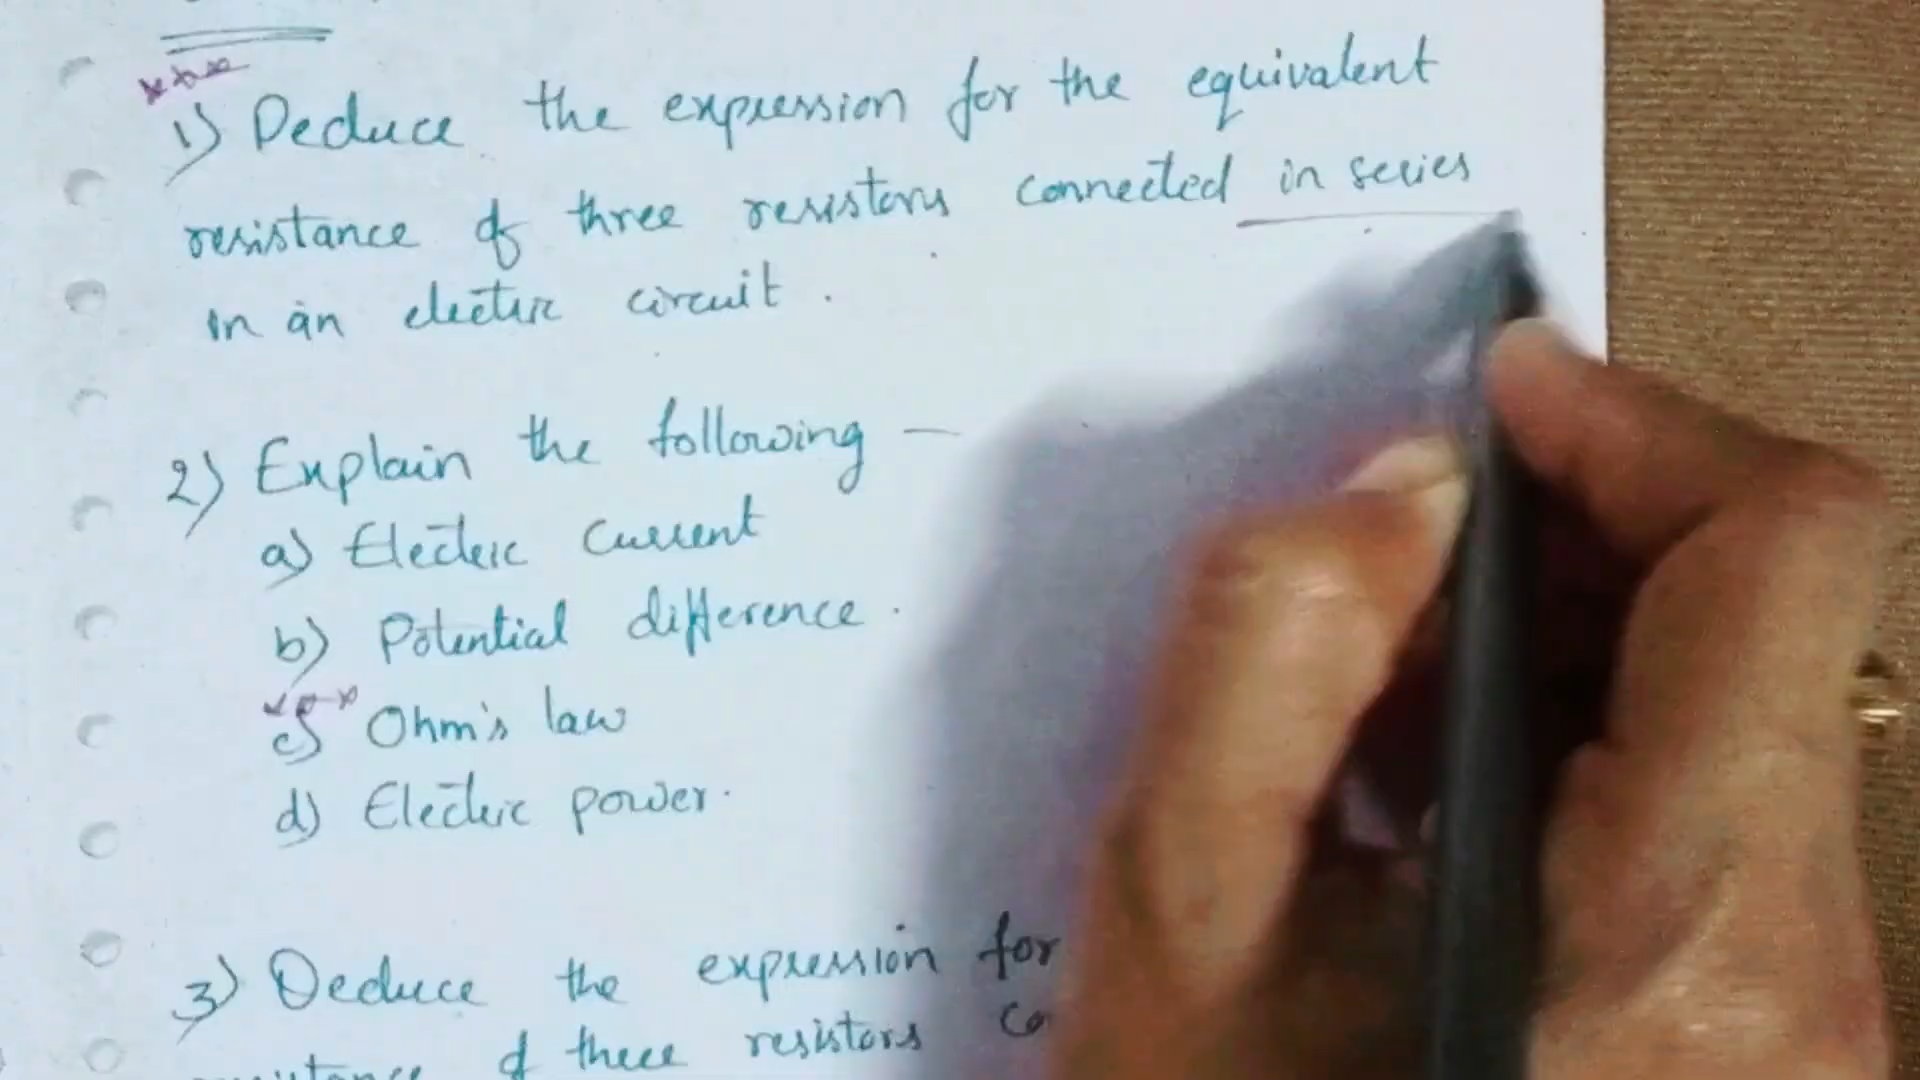 1) Deduce the expression for the equivalent
resistance of three resistors connected in series
in an electric circuit.
2) Explain the following —
a) Electric Current
b) Potential difference.
c) Ohm's law
d) Electric power.
3) Deduce the expression for
resistance of three resistors co